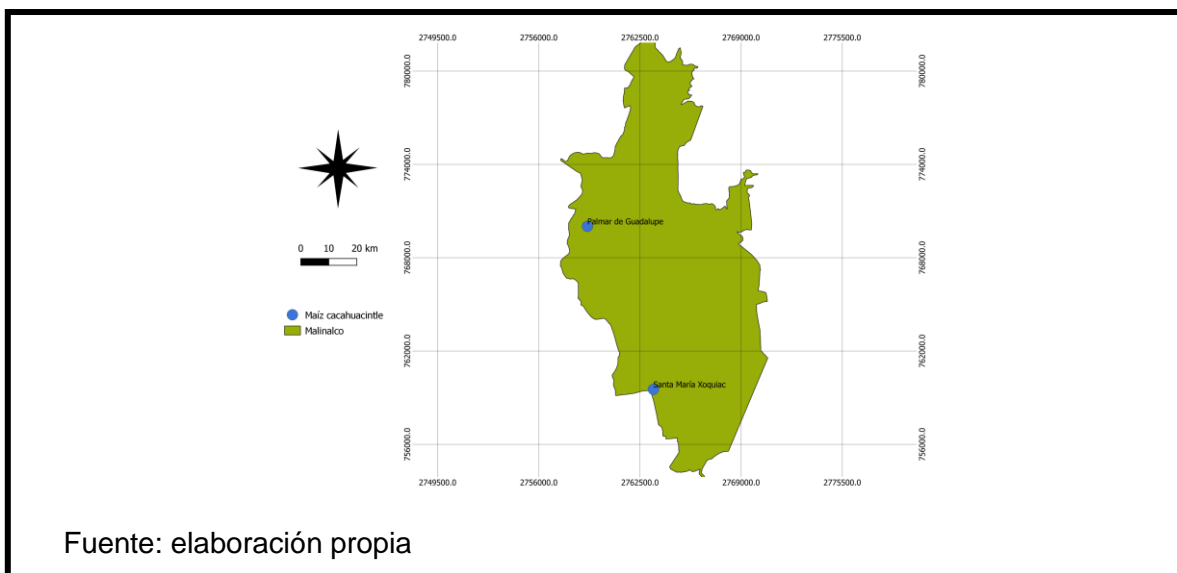 2749500.0 2756000.0 2762500.0 2769000.0 2775500.0
780000.0 780000.0
774000.0 774000.0
Palmar de Guadalupe
0 10 20 km
768000.0 768000.0
Maíz cacahuacintle
Malinalco
762000.0 762000.0
Santa María Xoquiac
756000.0 756000.0
2749500.0 2756000.0 2762500.0 2769000.0 2775500.0
Fuente: elaboración propia